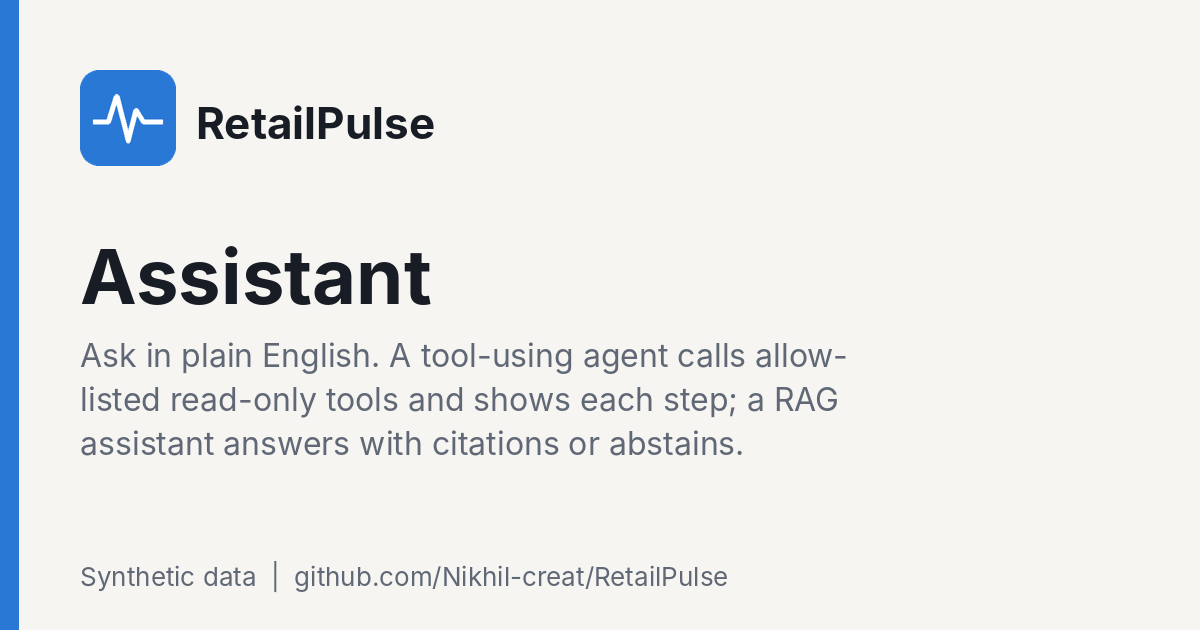 RetailPulse
Assistant
Ask in plain English. A tool-using agent calls allow-
listed read-only tools and shows each step; a RAG
assistant answers with citations or abstains.
Synthetic data | github.com/Nikhil-creat/RetailPulse